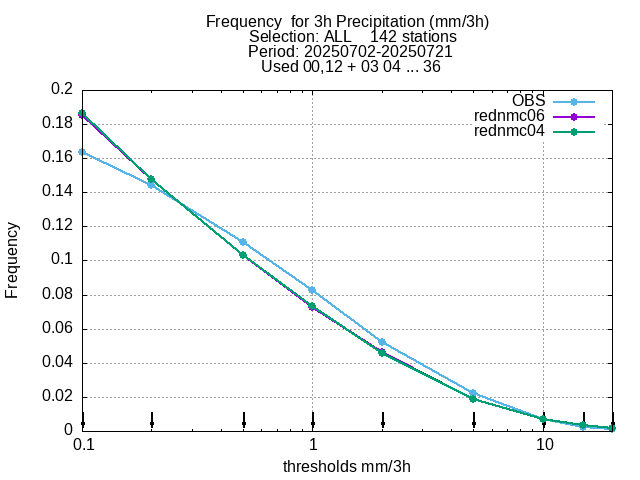 Frequency  for 3h Precipitation (mm/3h)
Selection: ALL    142 stations
Period: 20250702-20250721
Used 00,12 + 03 04 ... 36
OBS
rednmc06
rednmc04
0.2
0.18
0.16
0.14
0.12
0.1
0.08
0.06
0.04
0.02
0
Frequency
0.1 1 10
thresholds mm/3h